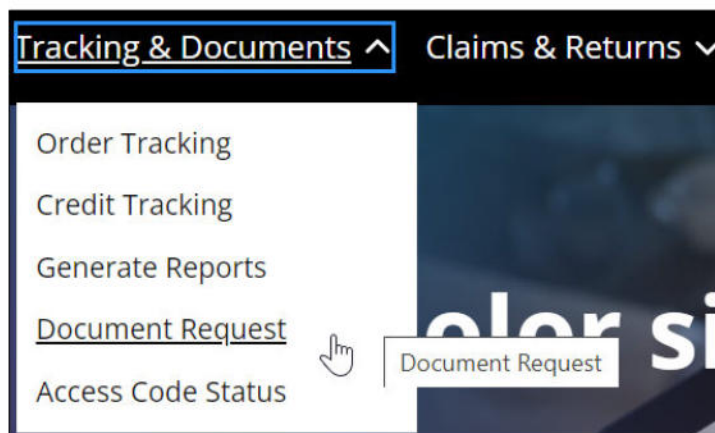 Tracking & Documents
Claims & Returns
Order Tracking
Credit Tracking
Generate Reports
Document Request
Document Request
Access Code Status